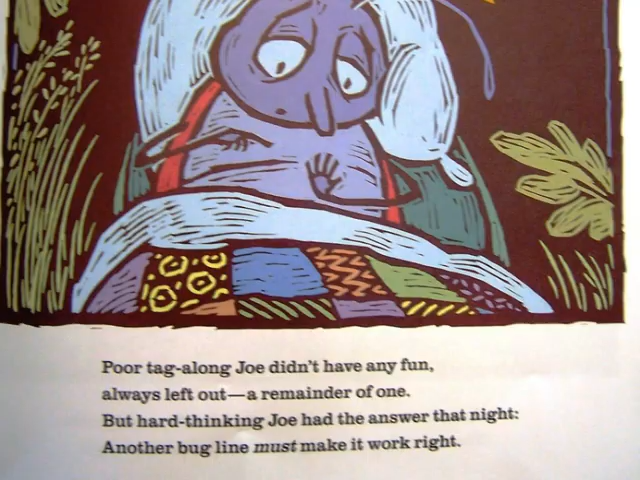 Poor tag-along Joe didn't have any fun,
always left out—a remainder of one.
But hard-thinking Joe had the answer that night:
Another bug line must make it work right.